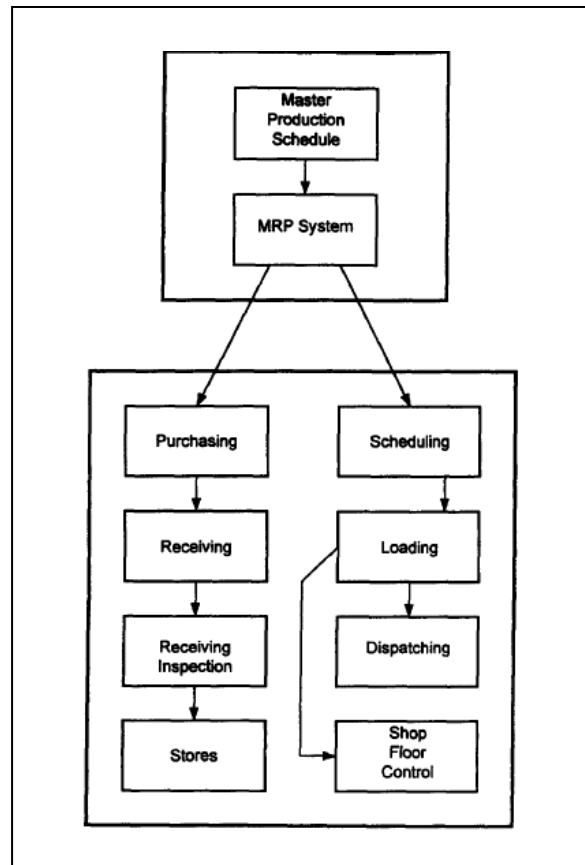 Master
Production
Schedule
MRP System
Purchasing
Scheduling
Receiving
Loading
Receiving
Inspection
Dispatching
Stores
Shop
Floor
Control